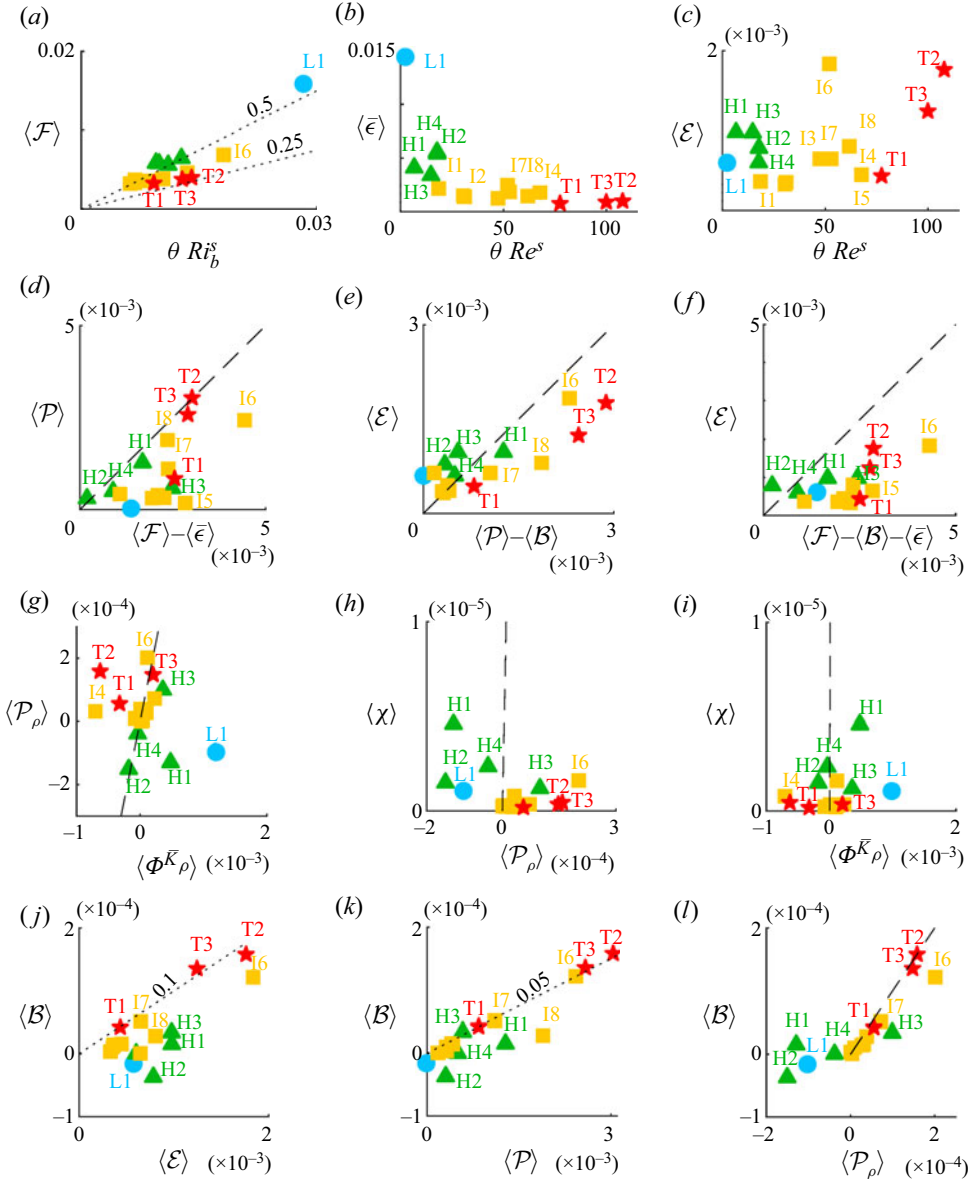 (a)
0.02
⟨ℱ⟩
0
0
θ Ri_b^s
0.03
L1
0.5
0.25
I6
T2
T1
T3
(b)
0.015
⟨ε̄⟩
L1
H4
H1
H2
H3
I1
I2
I7
I8
I4
T1
T3
T2
0
50
100
θ Re^s
(c)
(×10⁻³)
2
⟨ℰ⟩
H1
H3
H2
H4
L1
I1
I6
I3
I7
I8
I4
I5
T2
T3
T1
0
50
100
θ Re^s
(d)
(×10⁻³)
5
⟨𝒫⟩
T2
T3
I8
H1
I7
I6
T1
H2
H4
H3
I5
0
5
⟨ℱ⟩−⟨ε̄⟩
(×10⁻³)
(e)
(×10⁻³)
3
⟨ℰ⟩
I6
T2
T3
H2
H3
H1
I8
H4
I7
T1
0
3
⟨𝒫⟩−⟨ℬ⟩
(×10⁻³)
(f)
(×10⁻³)
5
⟨ℰ⟩
T2
I6
T3
H2
H4
H1
H3
I5
T1
0
5
⟨ℱ⟩−⟨ℬ⟩−⟨ε̄⟩
(×10⁻³)
(g)
(×10⁻⁴)
2
0
−2
⟨𝒫_ρ⟩
I6
T2
T3
T1
H3
I4
H4
H2
H1
L1
−1
0
2
⟨Φ^K̄ρ⟩
(×10⁻³)
(h)
(×10⁻⁵)
1
⟨χ⟩
0
H1
H2
H4
L1
H3
T2
I6
T3
−2
0
3
⟨𝒫_ρ⟩
(×10⁻⁴)
(i)
(×10⁻⁵)
1
⟨χ⟩
0
H1
H4
H2
H3
L1
I4
T1
T3
−1
0
2
⟨Φ^K̄ρ⟩
(×10⁻³)
(j)
(×10⁻⁴)
2
0
−1
⟨ℬ⟩
T2
T3
I6
0.1
T1
I7
I8
H3
H1
L1
H2
0
2
⟨ℰ⟩
(×10⁻³)
(k)
(×10⁻⁴)
2
0
−1
⟨ℬ⟩
T2
I6
T3
0.05
H3
T1
I7
H1
I8
H4
H2
0
3
⟨𝒫⟩
(×10⁻³)
(l)
(×10⁻⁴)
2
0
−1
⟨ℬ⟩
T2
T3
I6
T1
I7
H1
H4
H3
L1
H2
−2
0
2
⟨𝒫_ρ⟩
(×10⁻⁴)